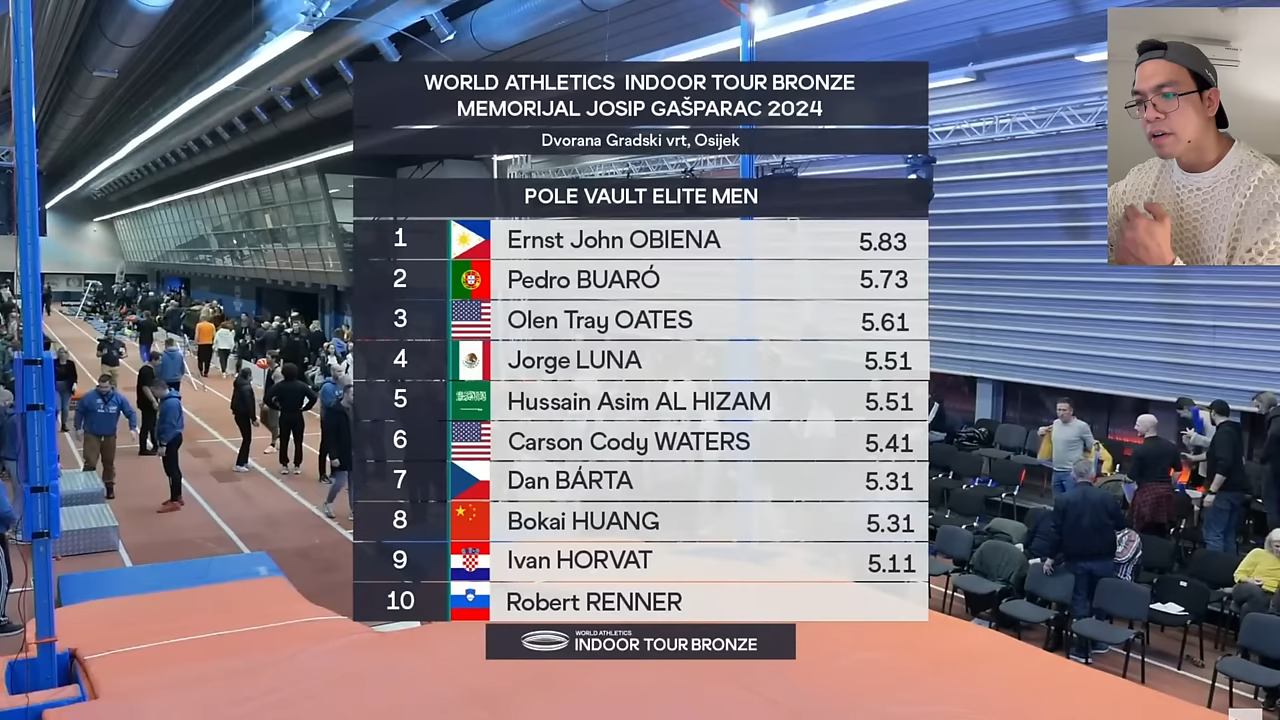 WORLD ATHLETICS INDOOR TOUR BRONZE
MEMORIJAL JOSIP GAŠPARAC 2024
Dvorana Gradski vrt, Osijek
POLE VAULT ELITE MEN
1 Ernst John OBIENA 5.83
2 Pedro BUARÓ 5.73
3 Olen Tray OATES 5.61
4 Jorge LUNA 5.51
5 Hussain Asim AL HIZAM 5.51
6 Carson Cody WATERS 5.41
7 Dan BÁRTA 5.31
8 Bokai HUANG 5.31
9 Ivan HORVAT 5.11
10 Robert RENNER
WORLD ATHLETICS
INDOOR TOUR BRONZE